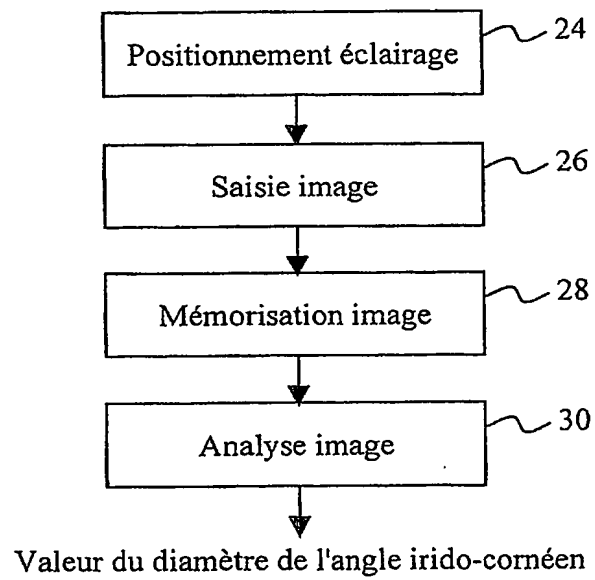 Positionnement éclairage
24
Saisie image
26
Mémorisation image
28
Analyse image
30
Valeur du diamètre de l'angle irido-cornéen